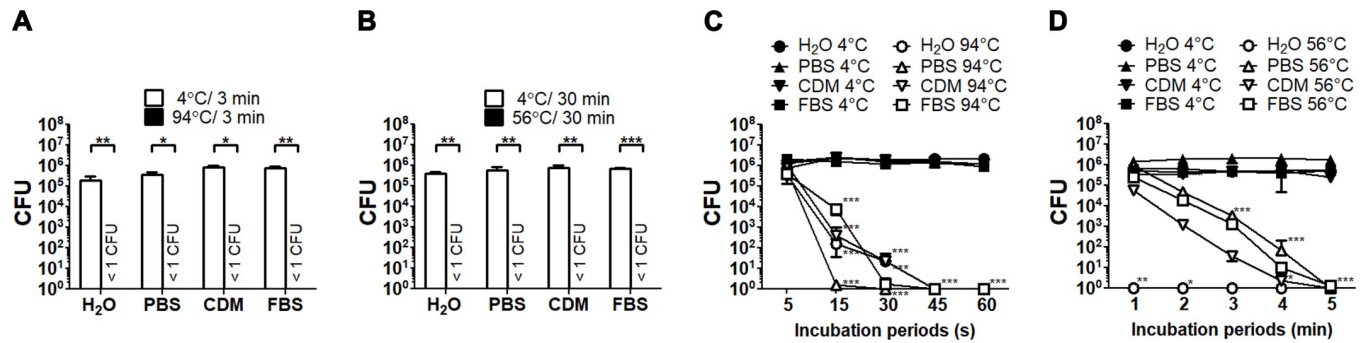 A
4°C/ 3 min
94°C/ 3 min
CFU
10⁸
10⁷
10⁶
10⁵
10⁴
10³
10²
10¹
10⁰
** * * **
< 1 CFU < 1 CFU < 1 CFU < 1 CFU
H₂O PBS CDM FBS
B
4°C/ 30 min
56°C/ 30 min
CFU
10⁸
10⁷
10⁶
10⁵
10⁴
10³
10²
10¹
10⁰
** ** ** ***
< 1 CFU < 1 CFU < 1 CFU < 1 CFU
H₂O PBS CDM FBS
C
H₂O 4°C H₂O 94°C
PBS 4°C PBS 94°C
CDM 4°C CDM 94°C
FBS 4°C FBS 94°C
CFU
10⁸
10⁷
10⁶
10⁵
10⁴
10³
10²
10¹
10⁰
***
***
***
***
***
***
***
*** ***
5 15 30 45 60
Incubation periods (s)
D
H₂O 4°C H₂O 56°C
PBS 4°C PBS 56°C
CDM 4°C CDM 56°C
FBS 4°C FBS 56°C
CFU
10⁸
10⁷
10⁶
10⁵
10⁴
10³
10²
10¹
10⁰
***
***
** * * ***
1 2 3 4 5
Incubation periods (min)